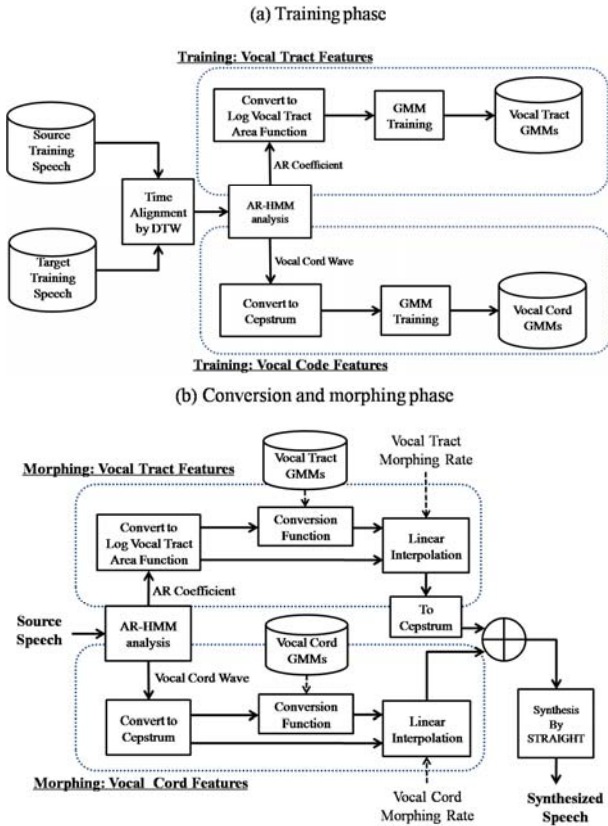 (a) Training phase
Training: Vocal Tract Features
Source
Training
Speech
Target
Training
Speech
Time
Alignment
by DTW
Convert to
Log Vocal Tract
Area Function
GMM
Training
Vocal Tract
GMMs
AR Coefficient
AR-HMM
analysis
Vocal Cord Wave
Convert to
Cepstrum
GMM
Training
Vocal Cord
GMMs
Training: Vocal Code Features
(b) Conversion and morphing phase
Morphing: Vocal Tract Features
Vocal Tract
GMMs
Vocal Tract
Morphing Rate
Convert to
Log Vocal Tract
Area Function
Conversion
Function
Linear
Interpolation
AR Coefficient
To
Cepstrum
Source
Speech
AR-HMM
analysis
Vocal Cord
GMMs
Vocal Cord Wave
Convert to
Cepstrum
Conversion
Function
Linear
Interpolation
Synthesis
By
STRAIGHT
Morphing: Vocal Cord Features
Vocal Cord
Morphing Rate
Synthesized
Speech